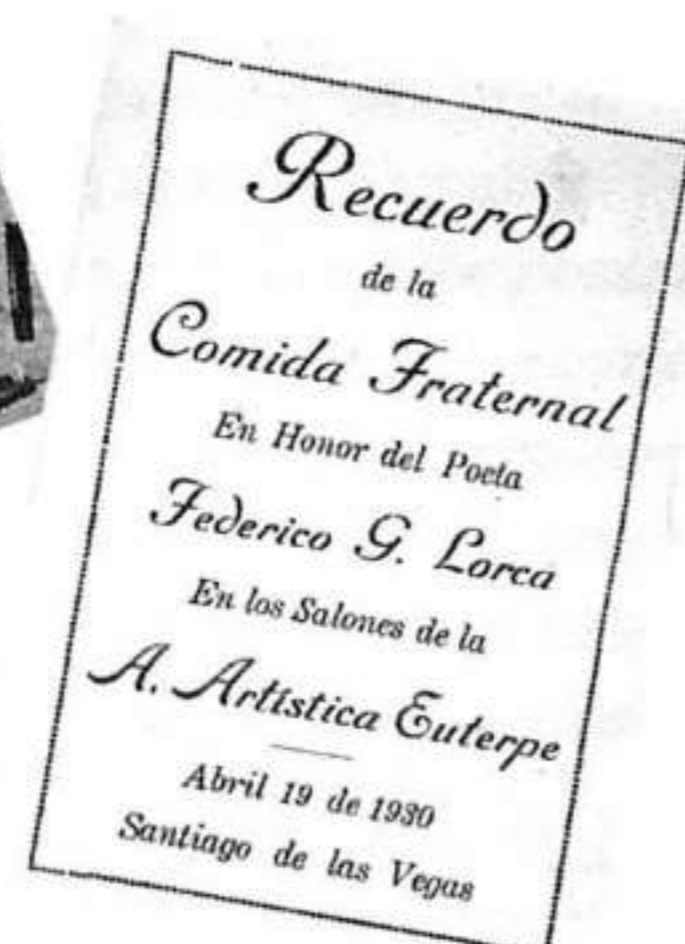 Recuerdo
de la
Comida Fraternal
En Honor del Poeta
Federico G. Lorca
En los Salones de la
A. Artística Euterpe
Abril 19 de 1930
Santiago de las Vegas